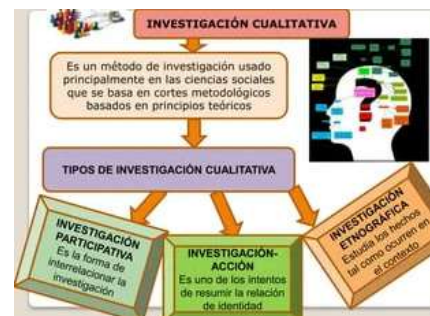 INVESTIGACIÓN CUALITATIVA
Es un método de investigación usado
principalmente en las ciencias sociales
que se basa en cortes metodológicos
basados en principios teóricos
TIPOS DE INVESTIGACIÓN CUALITATIVA
INVESTIGACIÓN
PARTICIPATIVA
Es la forma de
interrelacionar la
investigación
INVESTIGACIÓN-
ACCIÓN
Es uno de los intentos
de resumir la relación
de identidad
INVESTIGACIÓN
ETNOGRÁFICA
Estudia los hechos
tal como ocurren en
el contexto